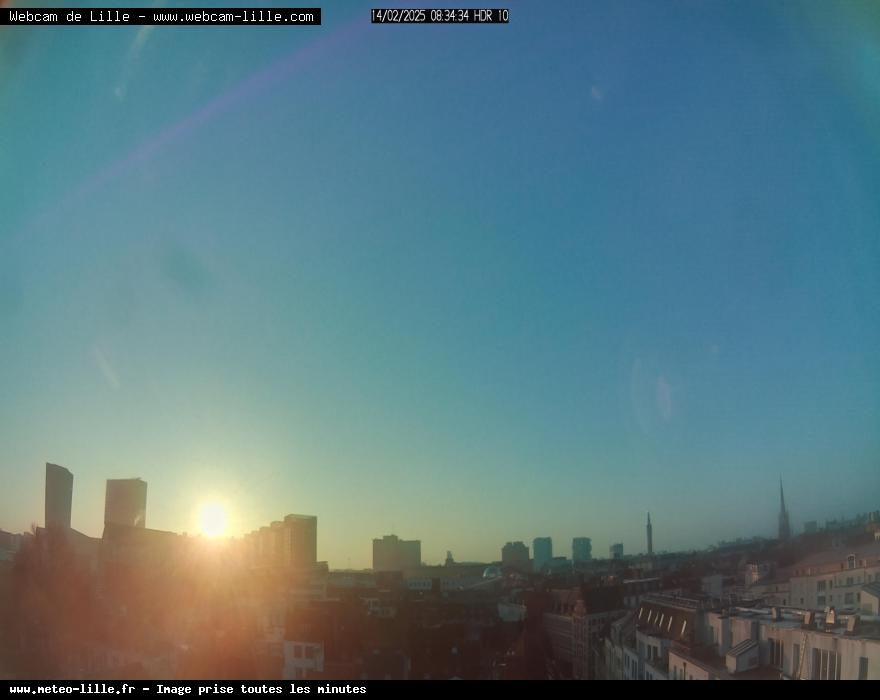 Webcam de Lille - www.webcam-lille.com
14/02/2025 08:34:34 HDR 10
www.meteo-lille.fr - Image prise toutes les minutes